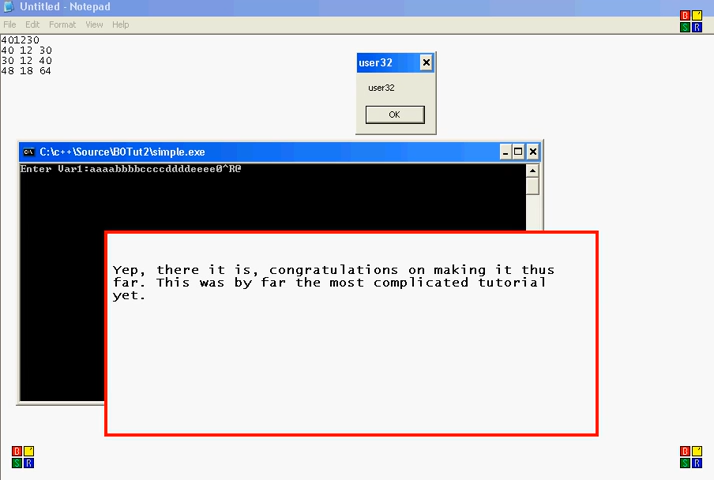 Untitled - Notepad
File Edit Format View Help
401230
40 12 30
30 12 40
48 18 64
user32
user32
OK
C:\c++\Source\BOTut2\simple.exe
Enter Var1:aaaabbbbccccddddeeee0^R@
Yep, there it is, congratulations on making it thus
far. This was by far the most complicated tutorial
yet.